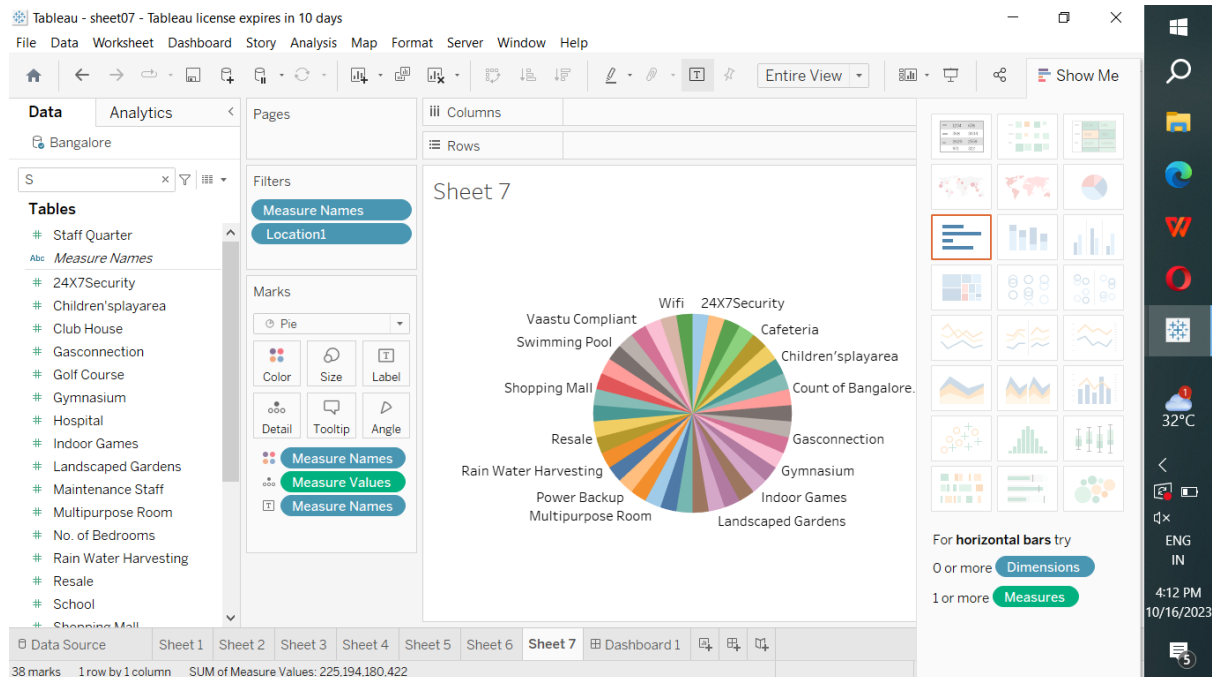 Tableau - sheet07 - Tableau license expires in 10 days
File Data Worksheet Dashboard Story Analysis Map Format Server Window Help
Entire View
Show Me
Data Analytics
Bangalore
S
Tables
# Staff Quarter
Abc Measure Names
# 24X7Security
# Children'splayarea
# Club House
# Gasconnection
# Golf Course
# Gymnasium
# Hospital
# Indoor Games
# Landscaped Gardens
# Maintenance Staff
# Multipurpose Room
# No. of Bedrooms
# Rain Water Harvesting
# Resale
# School
# Shopping Mall
Pages
Filters
Measure Names
Location1
Marks
Pie
Color Size Label
Detail Tooltip Angle
Measure Names
Measure Values
Measure Names
Columns
Rows
Sheet 7
Wifi 24X7Security
Vaastu Compliant Cafeteria
Swimming Pool Children'splayarea
Shopping Mall Count of Bangalore.
Resale Gasconnection
Rain Water Harvesting Gymnasium
Power Backup Indoor Games
Multipurpose Room Landscaped Gardens
For horizontal bars try
0 or more Dimensions
1 or more Measures
Data Source Sheet 1 Sheet 2 Sheet 3 Sheet 4 Sheet 5 Sheet 6 Sheet 7 Dashboard 1
38 marks 1 row by 1 column SUM of Measure Values: 225,194,180,422
1
32°C
ENG
IN
4:12 PM
10/16/2023
5